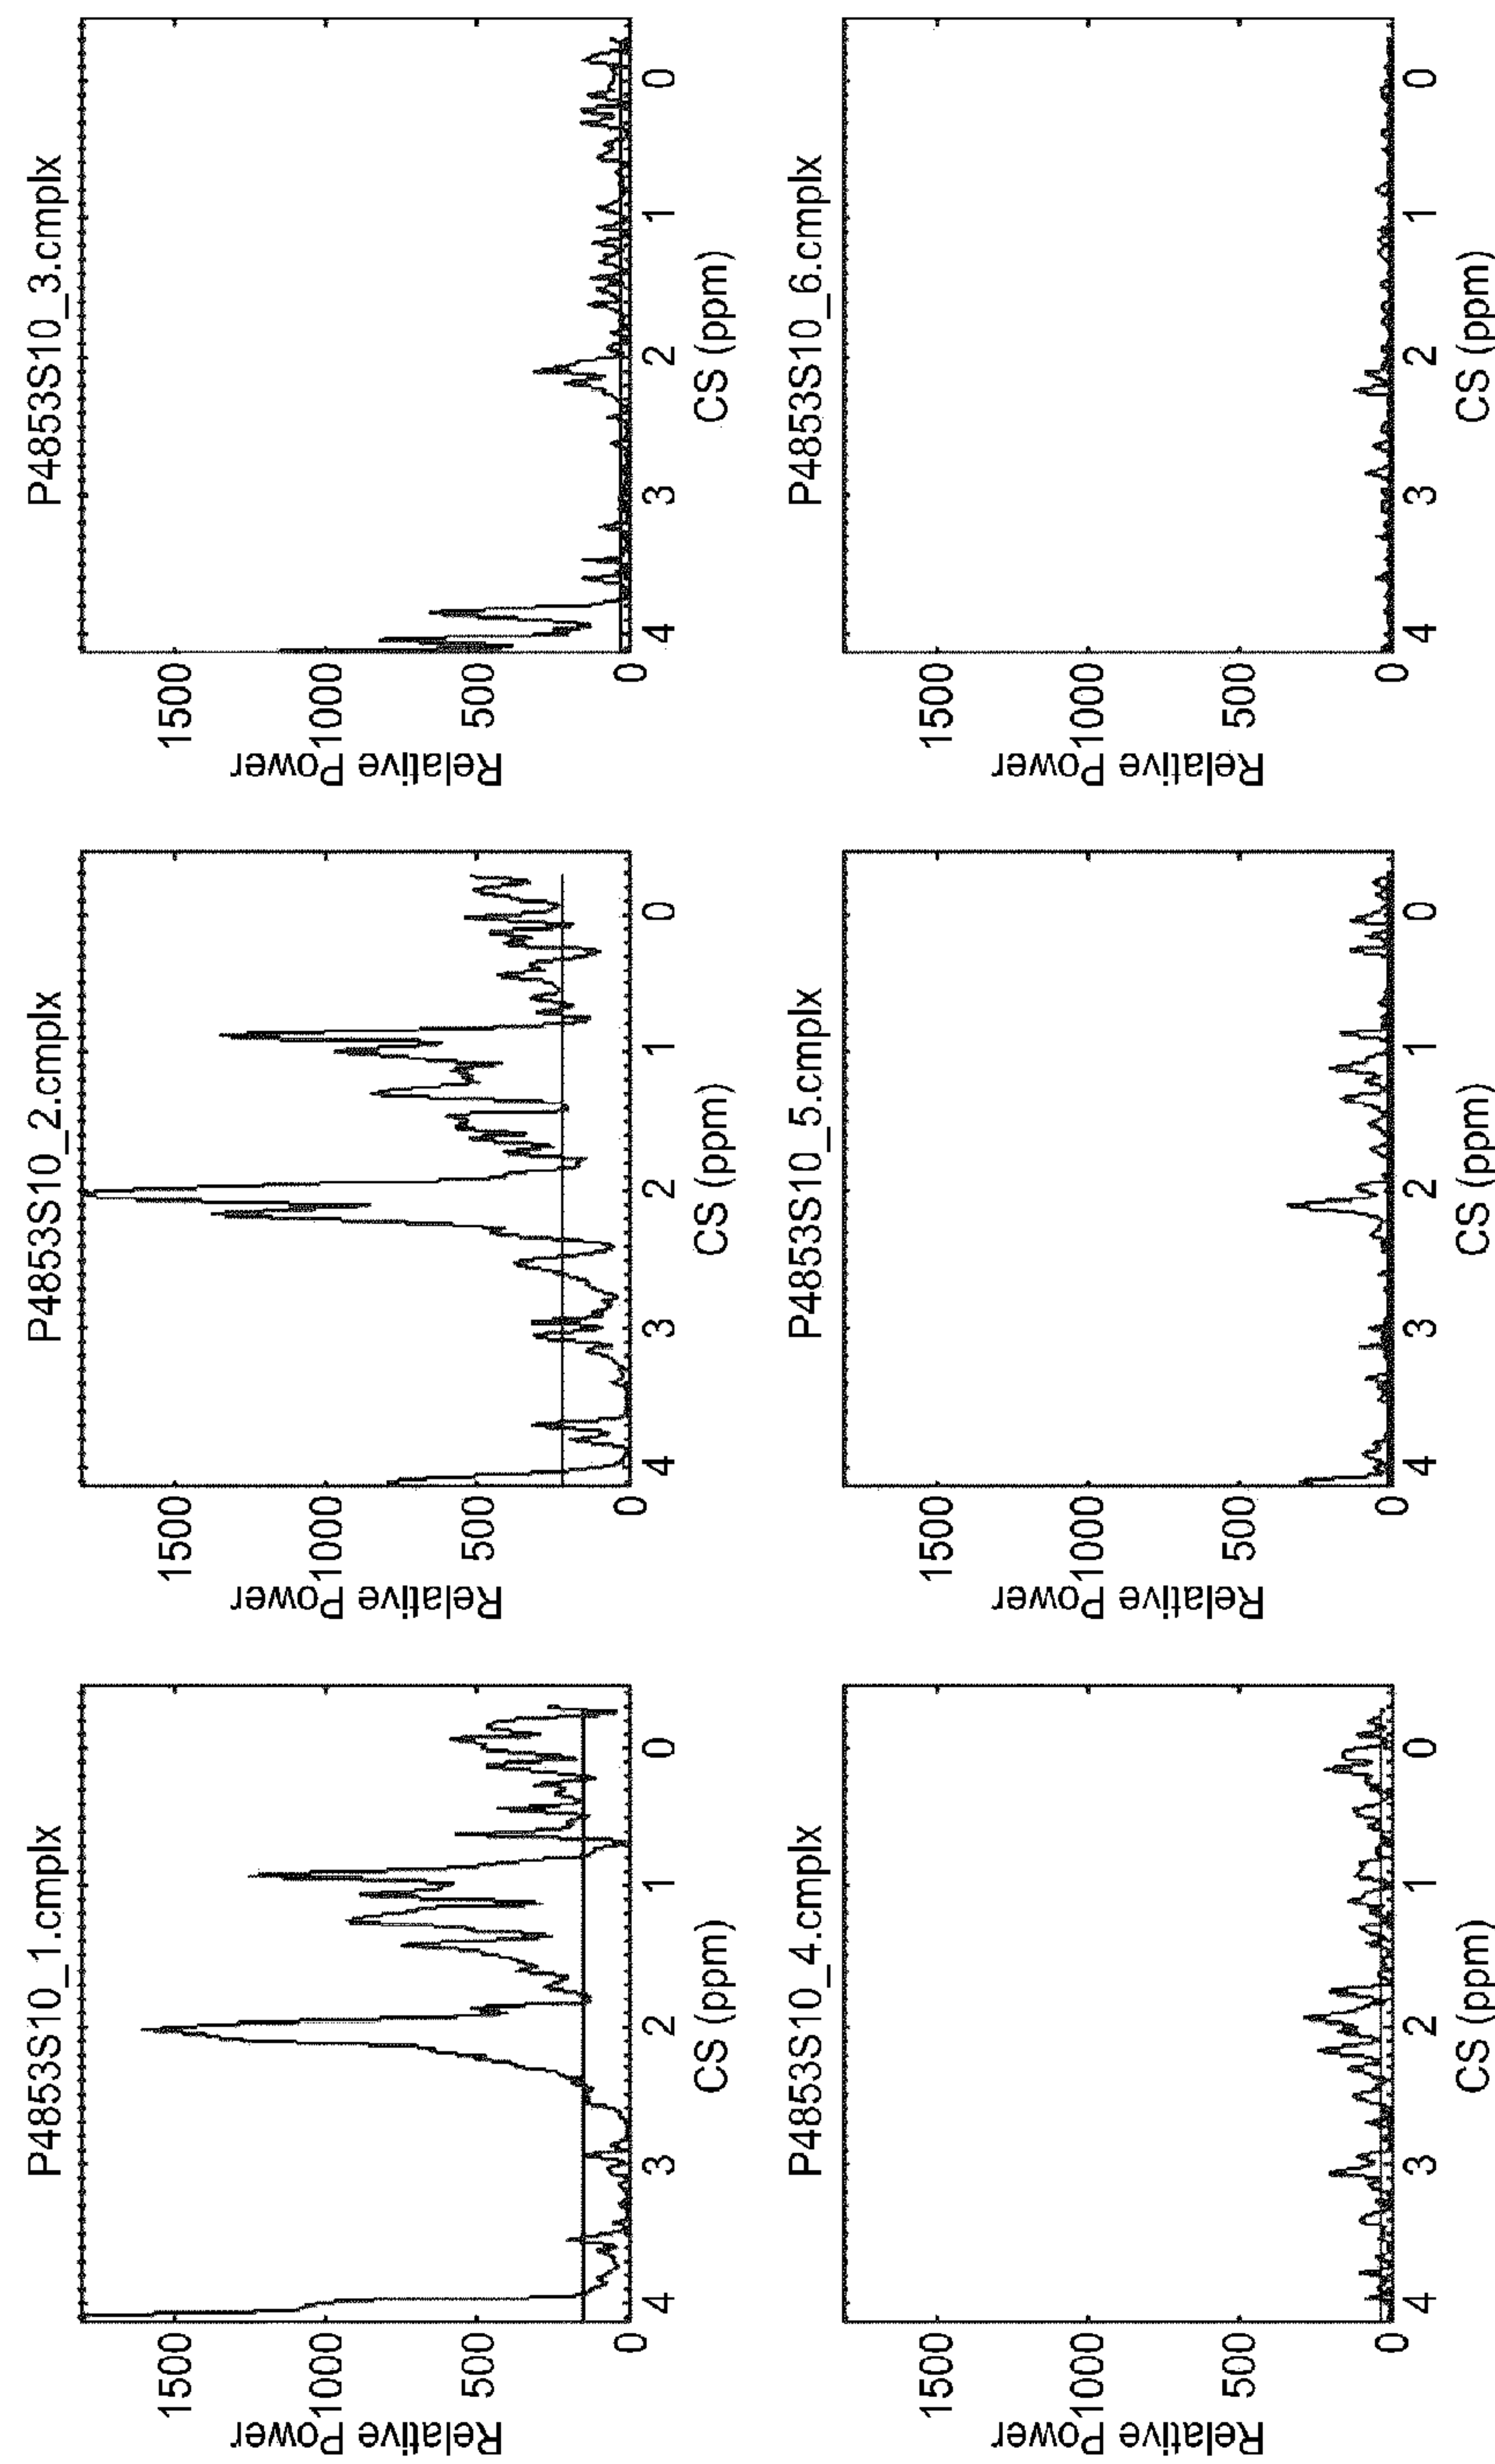 P4853S10_1.cmplx
Relative Power
1500
1000
500
0
4 3 2 1 0
CS (ppm)
P4853S10_2.cmplx
Relative Power
1500
1000
500
0
4 3 2 1 0
CS (ppm)
P4853S10_3.cmplx
Relative Power
1500
1000
500
0
4 3 2 1 0
CS (ppm)
P4853S10_4.cmplx
Relative Power
1500
1000
500
0
4 3 2 1 0
CS (ppm)
P4853S10_5.cmplx
Relative Power
1500
1000
500
0
4 3 2 1 0
CS (ppm)
P4853S10_6.cmplx
Relative Power
1500
1000
500
0
4 3 2 1 0
CS (ppm)